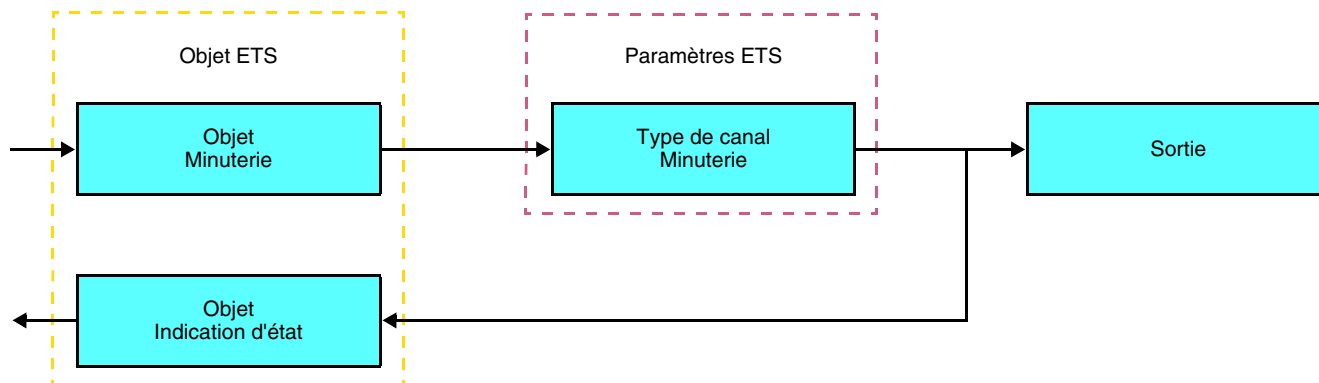 Objet ETS
Paramètres ETS
Objet
Minuterie
Type de canal
Minuterie
Sortie
Objet
Indication d'état